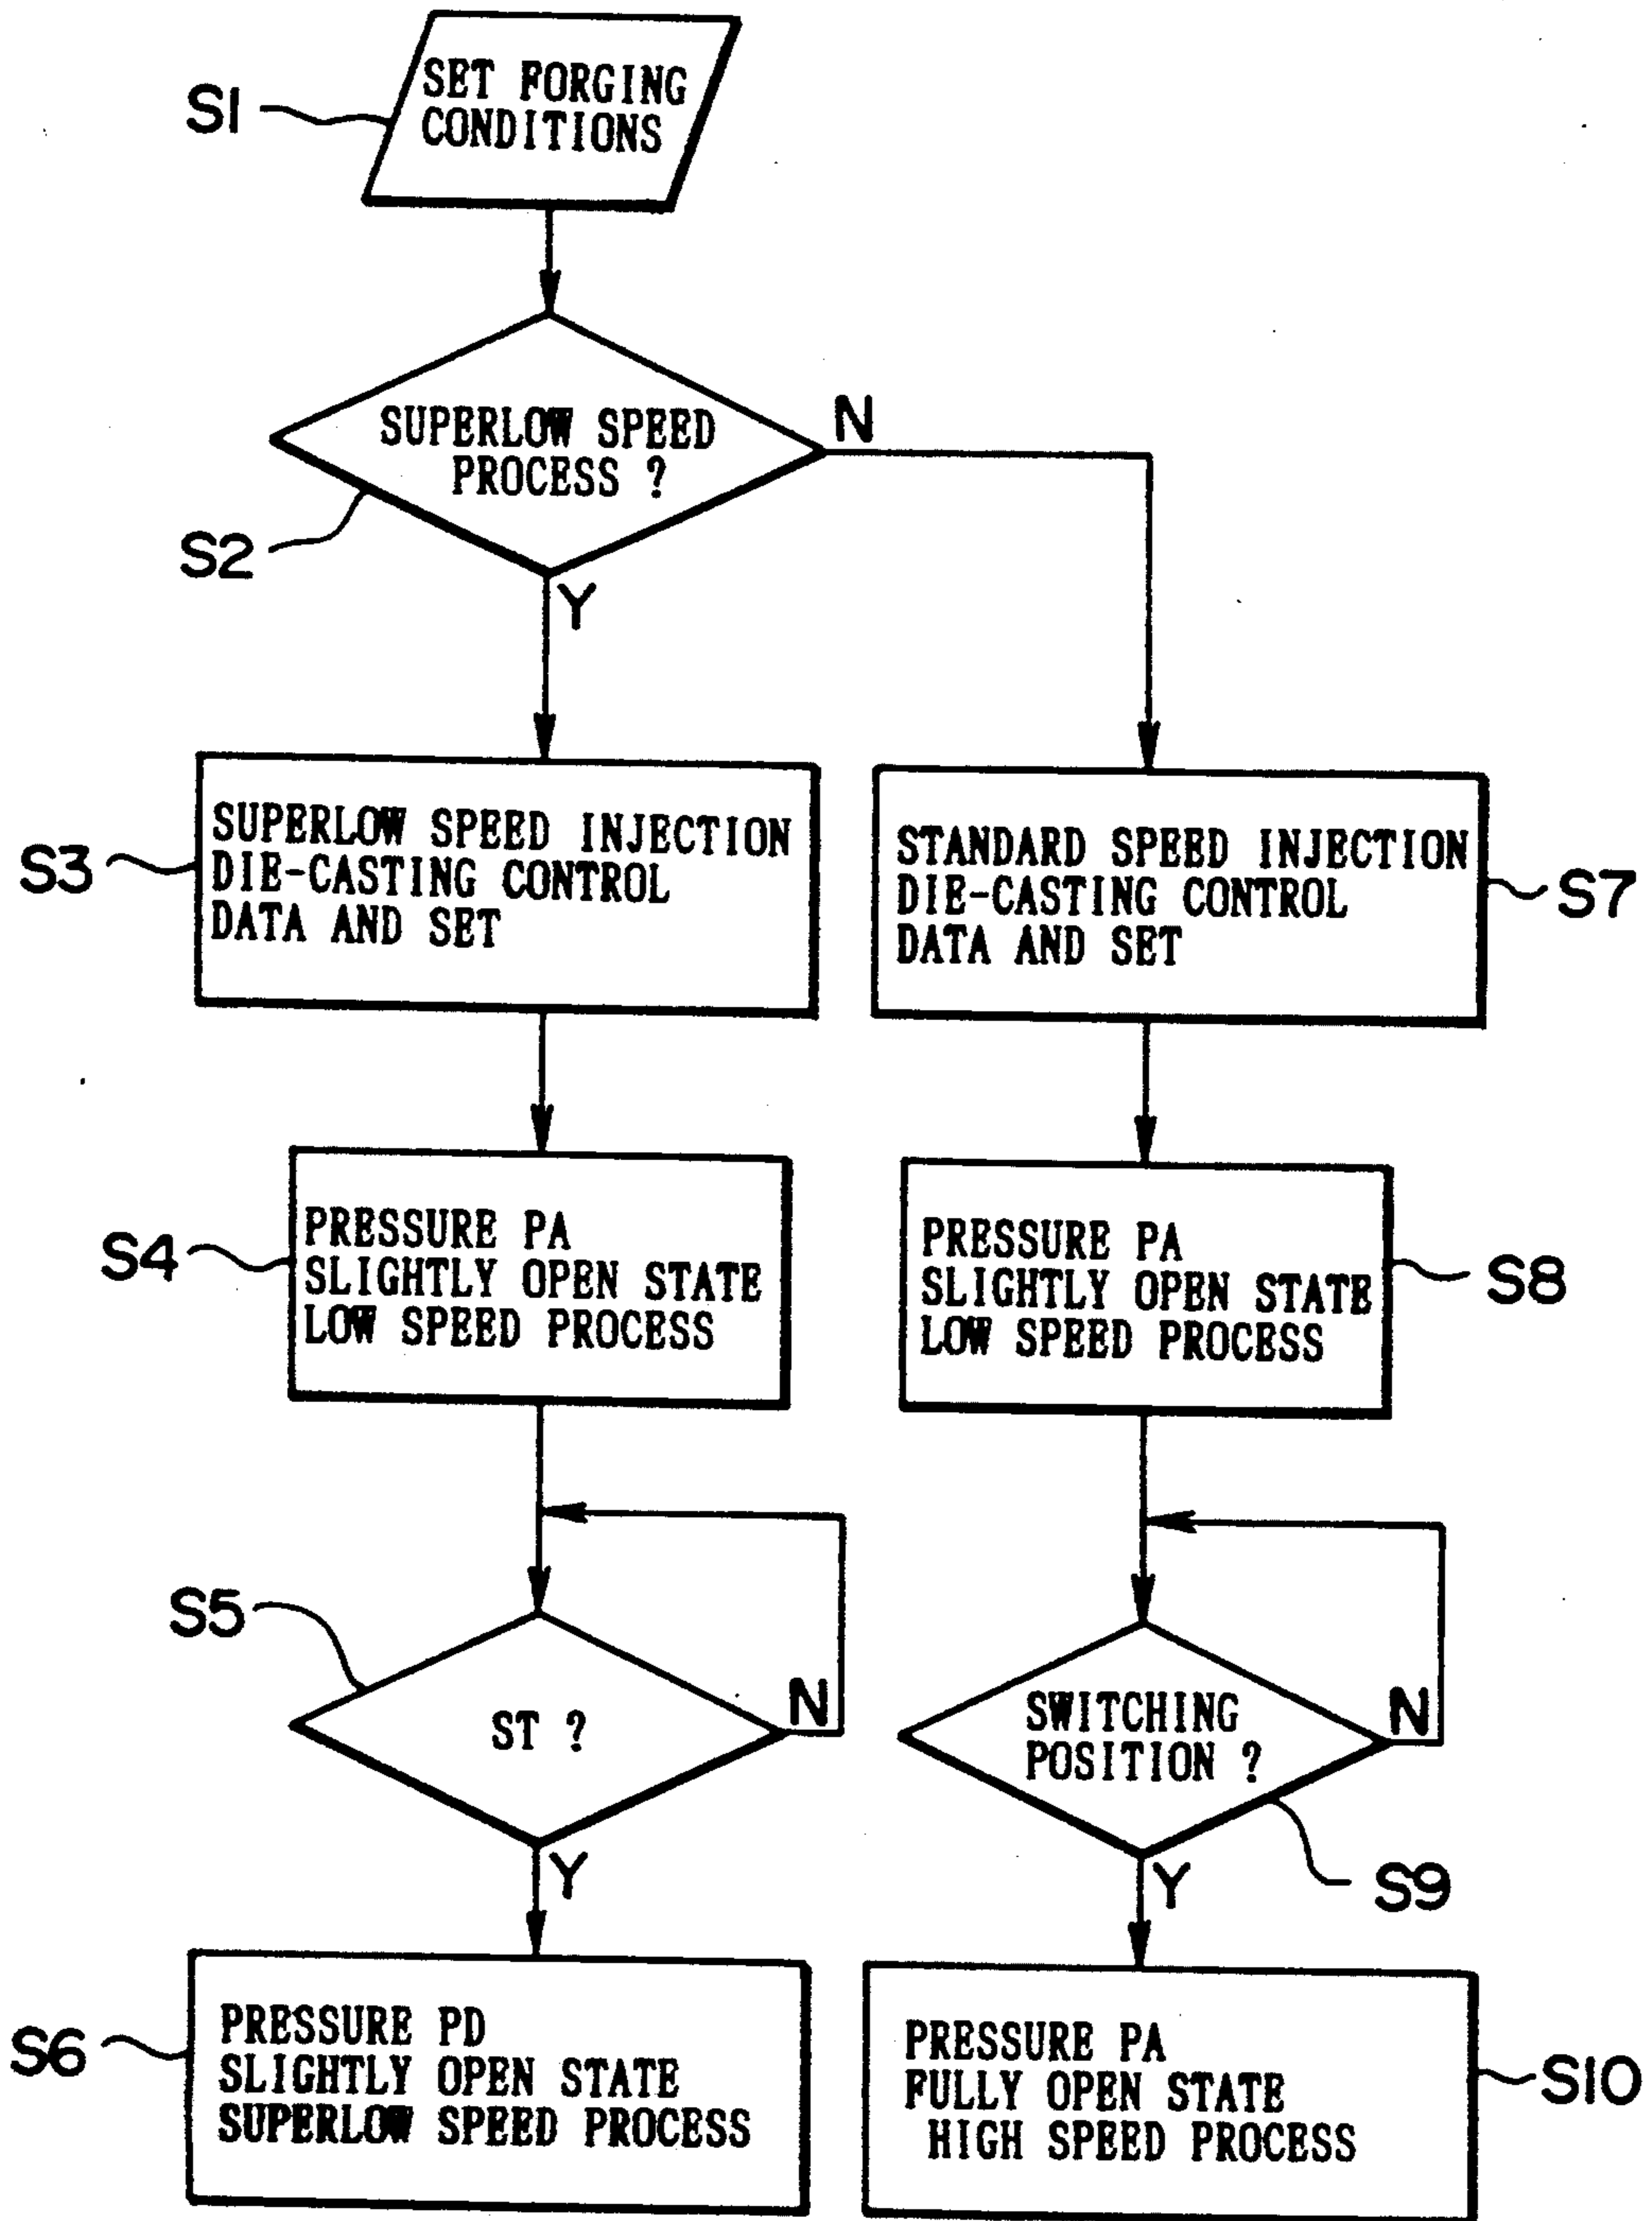 S1
SET FORGING
CONDITIONS
SUPERLOW SPEED
PROCESS ?
N
S2
Y
S3
SUPERLOW SPEED INJECTION
DIE-CASTING CONTROL
DATA AND SET
STANDARD SPEED INJECTION
DIE-CASTING CONTROL
DATA AND SET
S7
S4
PRESSURE PA
SLIGHTLY OPEN STATE
LOW SPEED PROCESS
PRESSURE PA
SLIGHTLY OPEN STATE
LOW SPEED PROCESS
S8
S5
ST ?
N
Y
SWITCHING
POSITION ?
N
Y
S9
S6
PRESSURE PD
SLIGHTLY OPEN STATE
SUPERLOW SPEED PROCESS
PRESSURE PA
FULLY OPEN STATE
HIGH SPEED PROCESS
S10